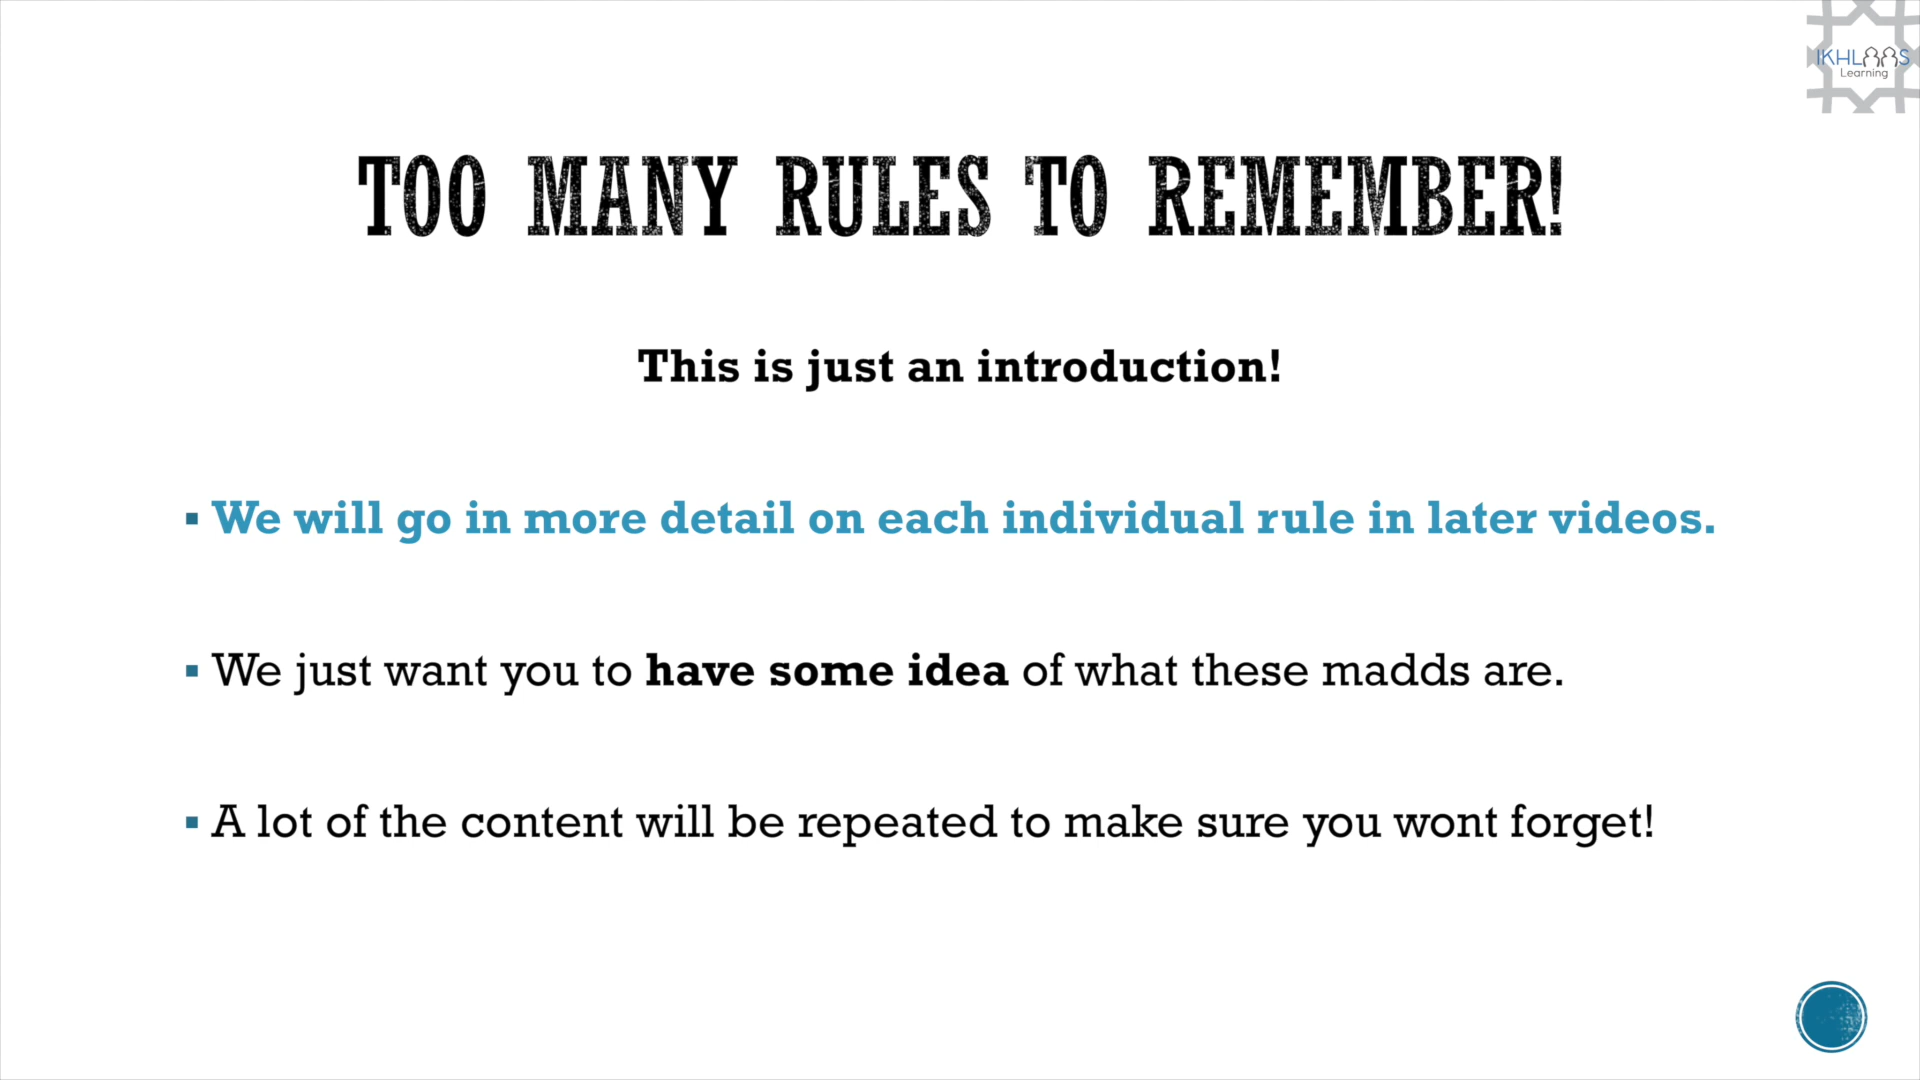 IKHLAAS
Learning
TOO MANY RULES TO REMEMBER!
This is just an introduction!
▪ We will go in more detail on each individual rule in later videos.
▪ We just want you to have some idea of what these madds are.
▪ A lot of the content will be repeated to make sure you wont forget!